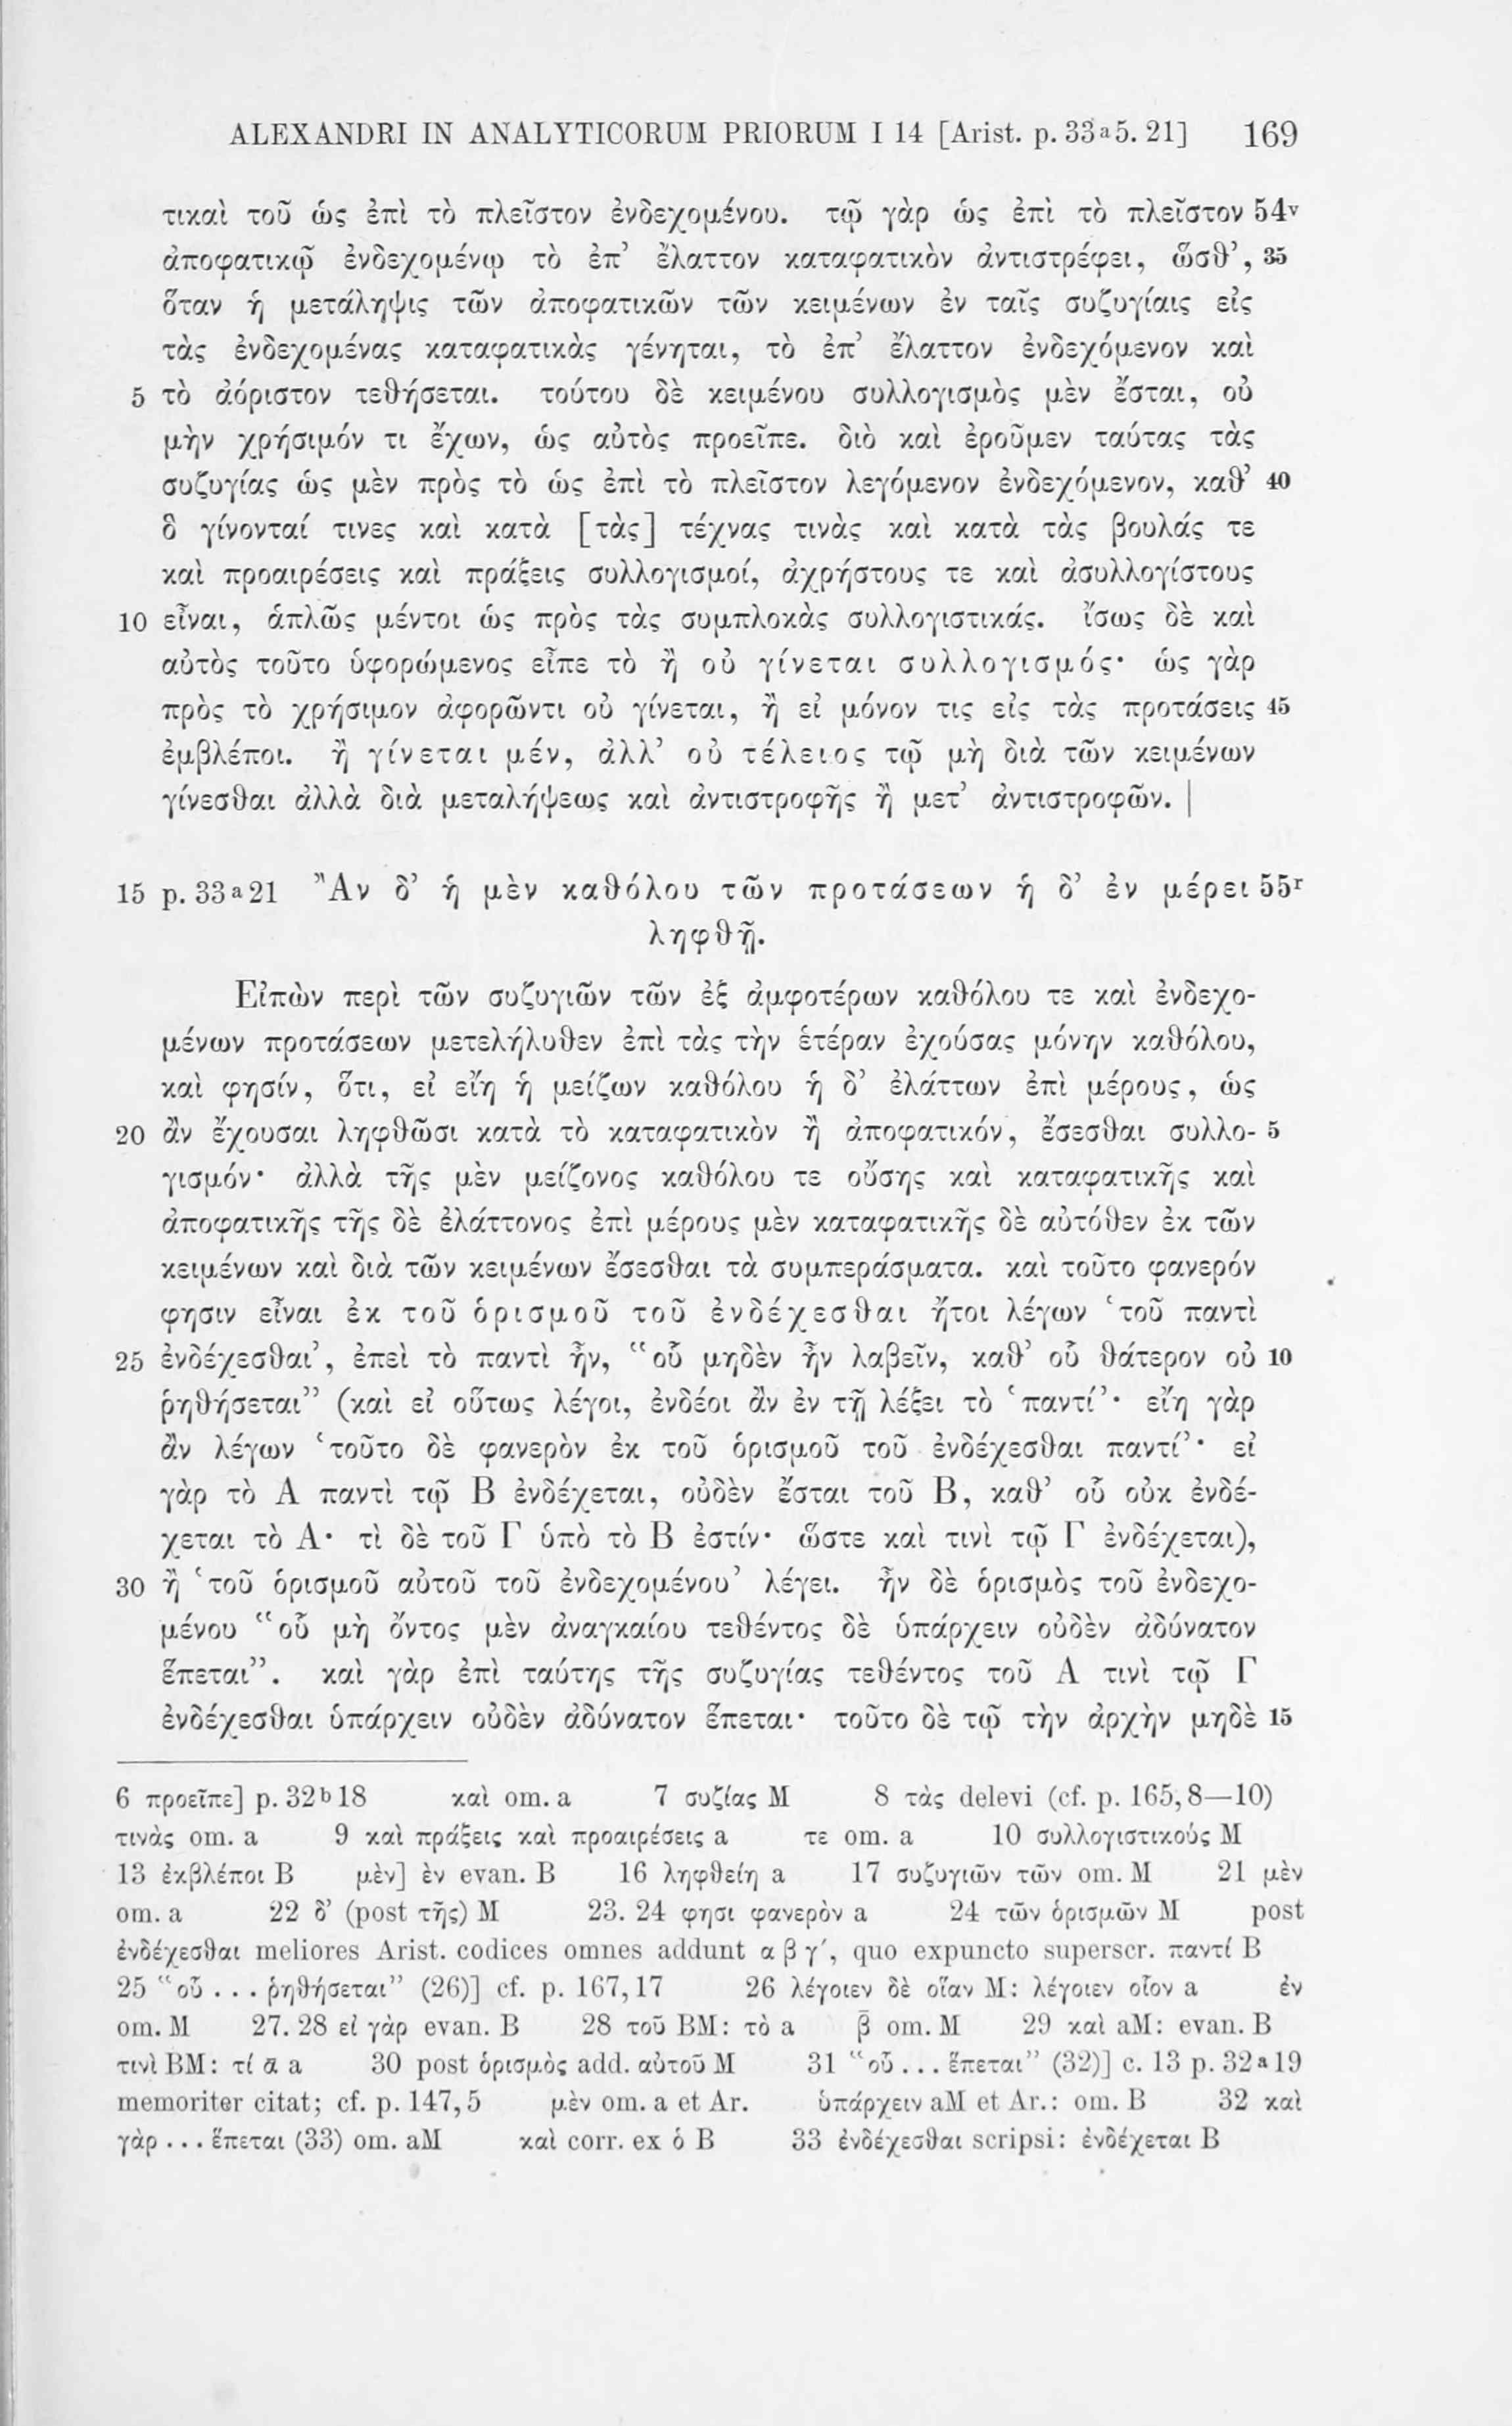 ALEXANDRI IN ANALYTICORUM PRIORUM I 14 [Arist. p. 33ᵃ5. 21] 169
τικαὶ τοῦ ὡς ἐπὶ τὸ πλεῖστον ἐνδεχομένου. τῷ γὰρ ὡς ἐπὶ τὸ πλεῖστον 54ᵛ
ἀποφατικῷ ἐνδεχομένῳ τὸ ἐπ’ ἔλαττον καταφατικὸν ἀντιστρέφει, ὥσθ’, 35
ὅταν ἡ μετάληψις τῶν ἀποφατικῶν τῶν κειμένων ἐν ταῖς συζυγίαις εἰς
τὰς ἐνδεχομένας καταφατικὰς γένηται, τὸ ἐπ’ ἔλαττον ἐνδεχόμενον καὶ
5 τὸ ἀόριστον τεθήσεται. τούτου δὲ κειμένου συλλογισμὸς μὲν ἔσται, οὐ
μὴν χρήσιμόν τι ἔχων, ὡς αὐτὸς προεῖπε. διὸ καὶ ἐροῦμεν ταύτας τὰς
συζυγίας ὡς μὲν πρὸς τὸ ὡς ἐπὶ τὸ πλεῖστον λεγόμενον ἐνδεχόμενον, καθ’ 40
ὃ γίνονταί τινες καὶ κατὰ [τὰς] τέχνας τινὰς καὶ κατὰ τὰς βουλάς τε
καὶ προαιρέσεις καὶ πράξεις συλλογισμοί, ἀχρήστους τε καὶ ἀσυλλογίστους
10 εἶναι, ἁπλῶς μέντοι ὡς πρὸς τὰς συμπλοκὰς συλλογιστικάς. ἴσως δὲ καὶ
αὐτὸς τοῦτο ὑφορώμενος εἶπε τὸ ἢ οὐ γίνεται συλλογισμός· ὡς γὰρ
πρὸς τὸ χρήσιμον ἀφορῶντι οὐ γίνεται, ἢ εἰ μόνον τις εἰς τὰς προτάσεις 45
ἐμβλέποι. ἢ γίνεται μέν, ἀλλ’ οὐ τέλειος τῷ μὴ διὰ τῶν κειμένων
γίνεσθαι ἀλλὰ διὰ μεταλήψεως καὶ ἀντιστροφῆς ἢ μετ’ ἀντιστροφῶν. |
15 p. 33ᵃ21 Ἂν δ’ ἡ μὲν καθόλου τῶν προτάσεων ἡ δ’ ἐν μέρει 55ʳ
ληφθῇ.
Εἰπὼν περὶ τῶν συζυγιῶν τῶν ἐξ ἀμφοτέρων καθόλου τε καὶ ἐνδεχο-
μένων προτάσεων μετελήλυθεν ἐπὶ τὰς τὴν ἑτέραν ἐχούσας μόνην καθόλου,
καὶ φησίν, ὅτι, εἰ εἴη ἡ μείζων καθόλου ἡ δ’ ἐλάττων ἐπὶ μέρους, ὡς
20 ἂν ἔχουσαι ληφθῶσι κατὰ τὸ καταφατικὸν ἢ ἀποφατικόν, ἔσεσθαι συλλο- 5
γισμόν· ἀλλὰ τῆς μὲν μείζονος καθόλου τε οὔσης καὶ καταφατικῆς καὶ
ἀποφατικῆς τῆς δὲ ἐλάττονος ἐπὶ μέρους μὲν καταφατικῆς δὲ αὐτόθεν ἐκ τῶν
κειμένων καὶ διὰ τῶν κειμένων ἔσεσθαι τὰ συμπεράσματα. καὶ τοῦτο φανερόν
φησιν εἶναι ἐκ τοῦ ὁρισμοῦ τοῦ ἐνδέχεσθαι ἤτοι λέγων ‘τοῦ παντὶ
25 ἐνδέχεσθαι’, ἐπεὶ τὸ παντὶ ἦν, “οὗ μηδὲν ἦν λαβεῖν, καθ’ οὗ θάτερον οὐ 10
ῥηθήσεται” (καὶ εἰ οὕτως λέγοι, ἐνδέοι ἂν ἐν τῇ λέξει τὸ ‘παντί’· εἴη γὰρ
ἂν λέγων ‘τοῦτο δὲ φανερὸν ἐκ τοῦ ὁρισμοῦ τοῦ ἐνδέχεσθαι παντί’· εἰ
γὰρ τὸ Α παντὶ τῷ Β ἐνδέχεται, οὐδὲν ἔσται τοῦ Β, καθ’ οὗ οὐκ ἐνδέ-
χεται τὸ Α· τὶ δὲ τοῦ Γ ὑπὸ τὸ Β ἐστίν· ὥστε καὶ τινὶ τῷ Γ ἐνδέχεται),
30 ἢ ‘τοῦ ὁρισμοῦ αὐτοῦ τοῦ ἐνδεχομένου’ λέγει. ἦν δὲ ὁρισμὸς τοῦ ἐνδεχο-
μένου “οὗ μὴ ὄντος μὲν ἀναγκαίου τεθέντος δὲ ὑπάρχειν οὐδὲν ἀδύνατον
ἕπεται”. καὶ γὰρ ἐπὶ ταύτης τῆς συζυγίας τεθέντος τοῦ Α τινὶ τῷ Γ
ἐνδέχεσθαι ὑπάρχειν οὐδὲν ἀδύνατον ἕπεται· τοῦτο δὲ τῷ τὴν ἀρχὴν μηδὲ 15
6 προεῖπε] p. 32ᵇ18 καὶ om. a 7 συζίας M 8 τὰς delevi (cf. p. 165,8—10)
τινὰς om. a 9 καὶ πράξεις καὶ προαιρέσεις a τε om. a 10 συλλογιστικούς M
13 ἐκβλέποι B μὲν] ὲν evan. B 16 ληφθείη a 17 συζυγιῶν τῶν om. M 21 μὲν
om. a 22 δ’ (post τῆς) M 23. 24 φησι φανερὸν a 24 τῶν ὁρισμῶν M post
ἐνδέχεσθαι meliores Arist. codices omnes addunt α β γ′, quo expuncto superscr. παντί B
25 “οὗ . . . ῥηθήσεται” (26)] cf. p. 167,17 26 λέγοιεν δὲ οἵαν M: λέγοιεν οἷον a ἐν
om. M 27. 28 εἰ γὰρ evan. B 28 τοῦ BM: τὸ a β̄ om. M 29 καὶ aM: evan. B
τινὶ BM: τί ᾱ a 30 post ὁρισμὸς add. αὐτοῦ M 31 “οὗ . . . ἕπεται” (32)] c. 13 p. 32ᵃ19
memoriter citat; cf. p. 147,5 μὲν om. a et Ar. ὑπάρχειν aM et Ar.: om. B 32 καὶ
γὰρ . . . ἕπεται (33) om. aM καὶ corr. ex ὁ B 33 ἐνδέχεσθαι scripsi: ἐνδέχεται B